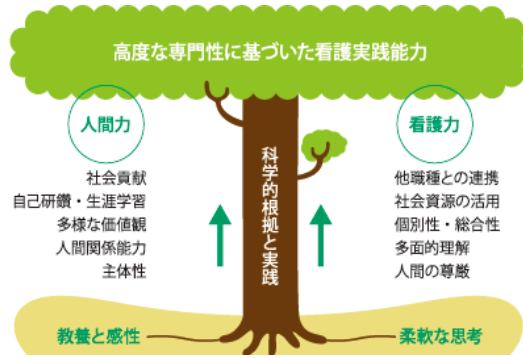 高度な専門性に基づいた看護実践能力
人間力
社会貢献
自己研鑽・生涯学習
多様な価値観
人間関係能力
主体性
科学的根拠と実践
看護力
他職種との連携
社会資源の活用
個別性・総合性
多面的理解
人間の尊厳
教養と感性
柔軟な思考